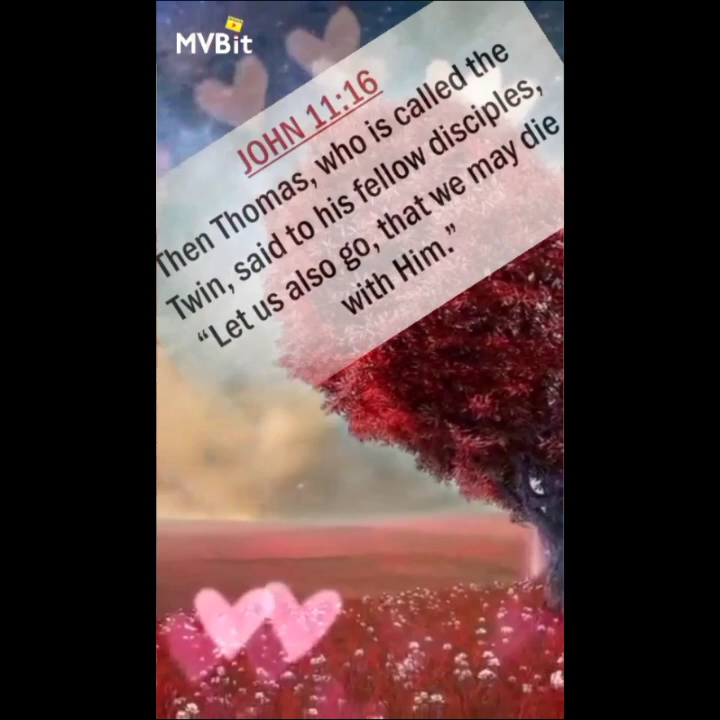 MVBit
JOHN 11:16
Then Thomas, who is called the
Twin, said to his fellow disciples,
“Let us also go, that we may die
with Him.”